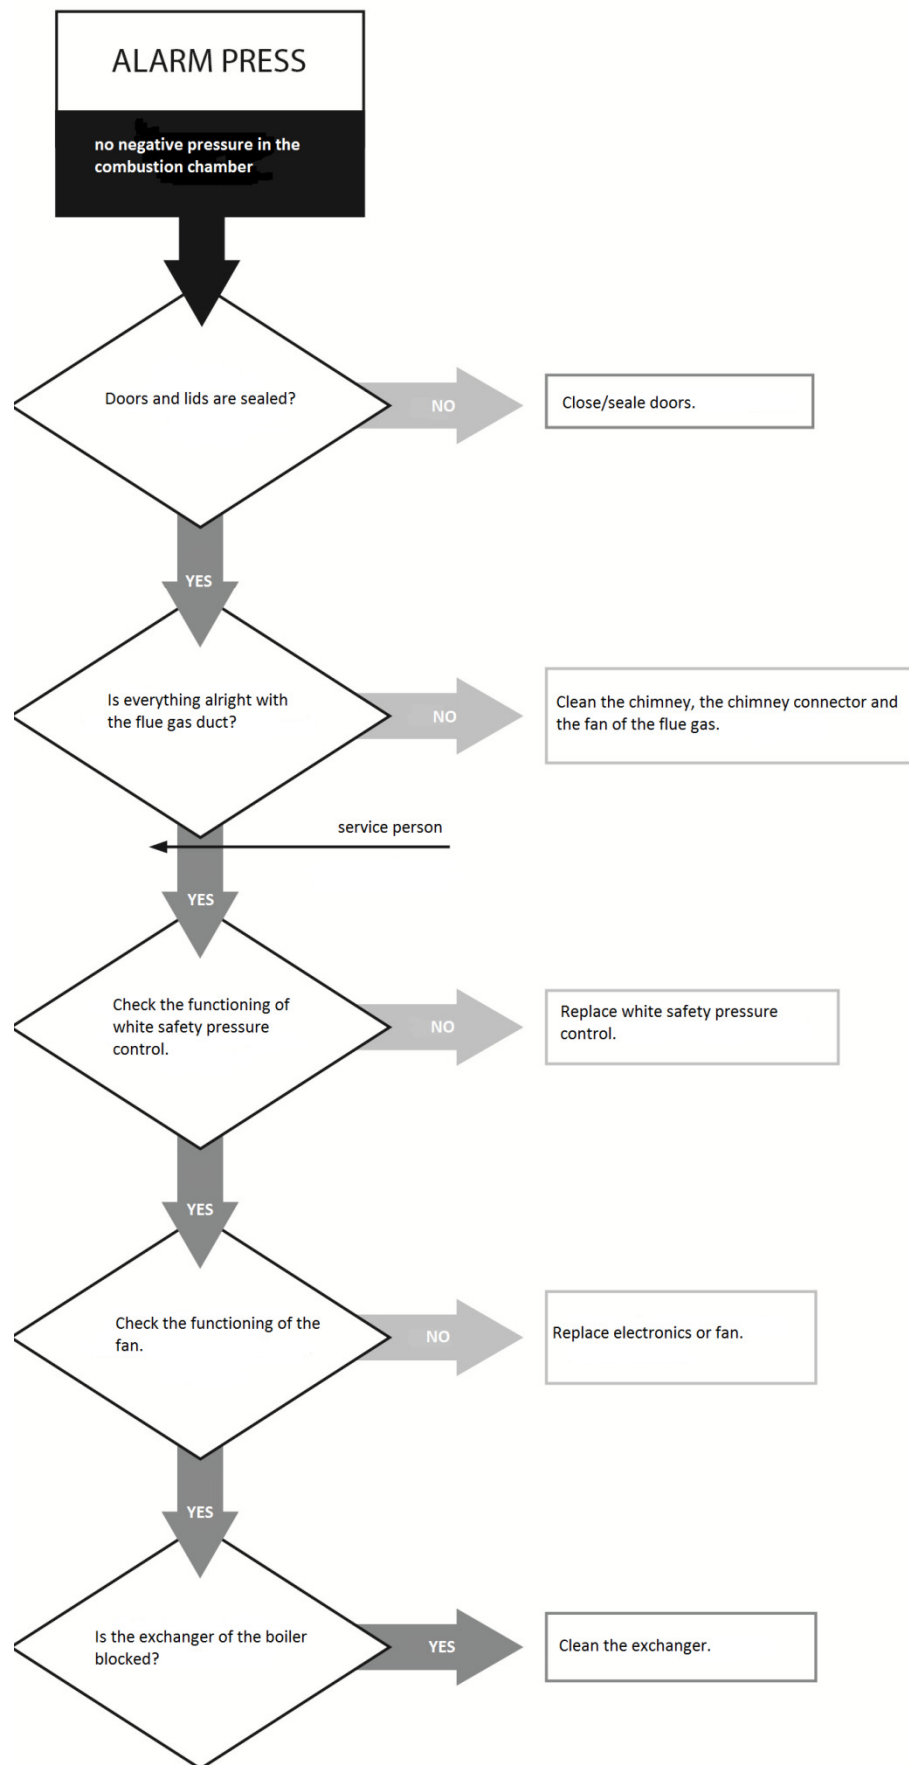 ALARM PRESS
no negative pressure in the
combustion chamber
Doors and lids are sealed?
NO
Close/seale doors.
YES
Is everything alright with
the flue gas duct?
NO
Clean the chimney, the chimney connector and
the fan of the flue gas.
service person
YES
Check the functioning of
white safety pressure
control.
NO
Replace white safety pressure
control.
YES
Check the functioning of the
fan.
NO
Replace electronics or fan.
YES
Is the exchanger of the boiler
blocked?
YES
Clean the exchanger.